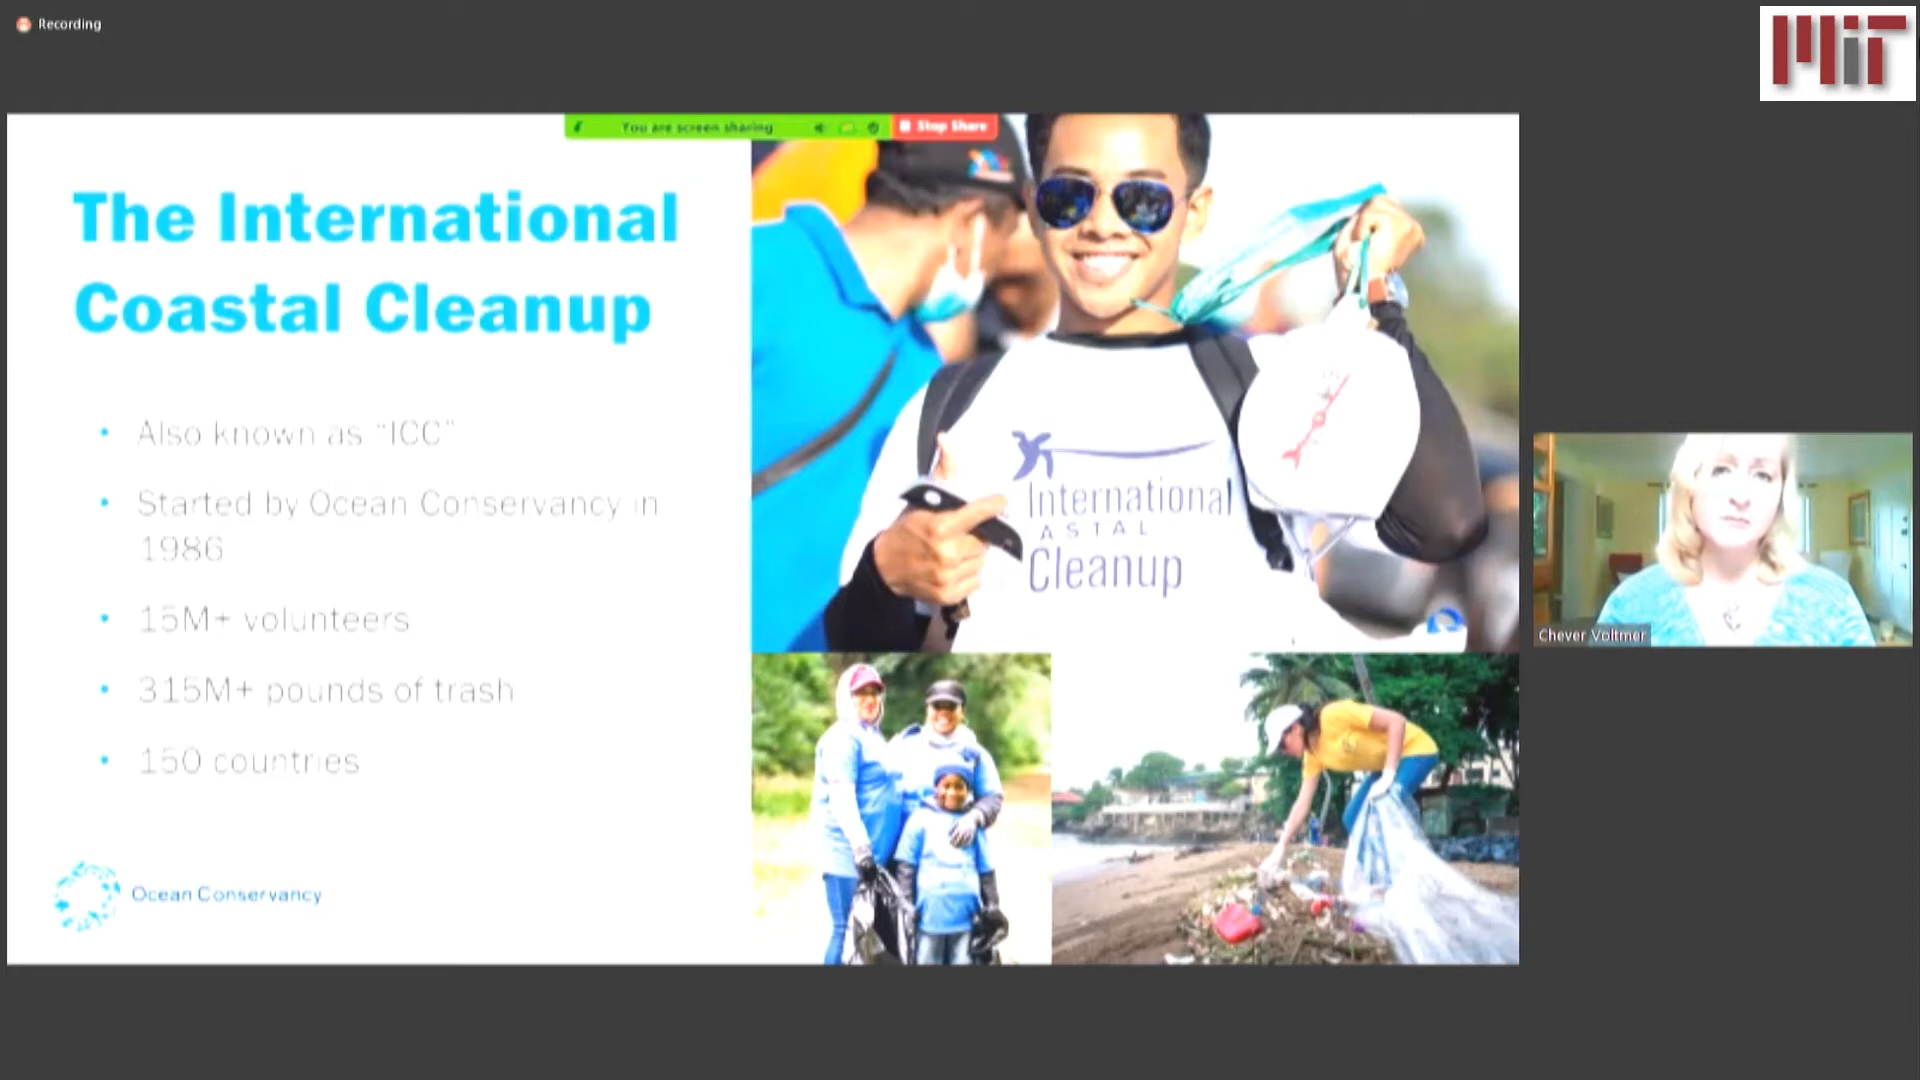 Recording
MIT
You are screen sharing
Stop Share
The International
Coastal Cleanup
• Also known as "ICC"
• Started by Ocean Conservancy in
1986
• 15M+ volunteers
• 315M+ pounds of trash
• 150 countries
Ocean Conservancy
International
ASTAL
Cleanup
Chever Voltmer